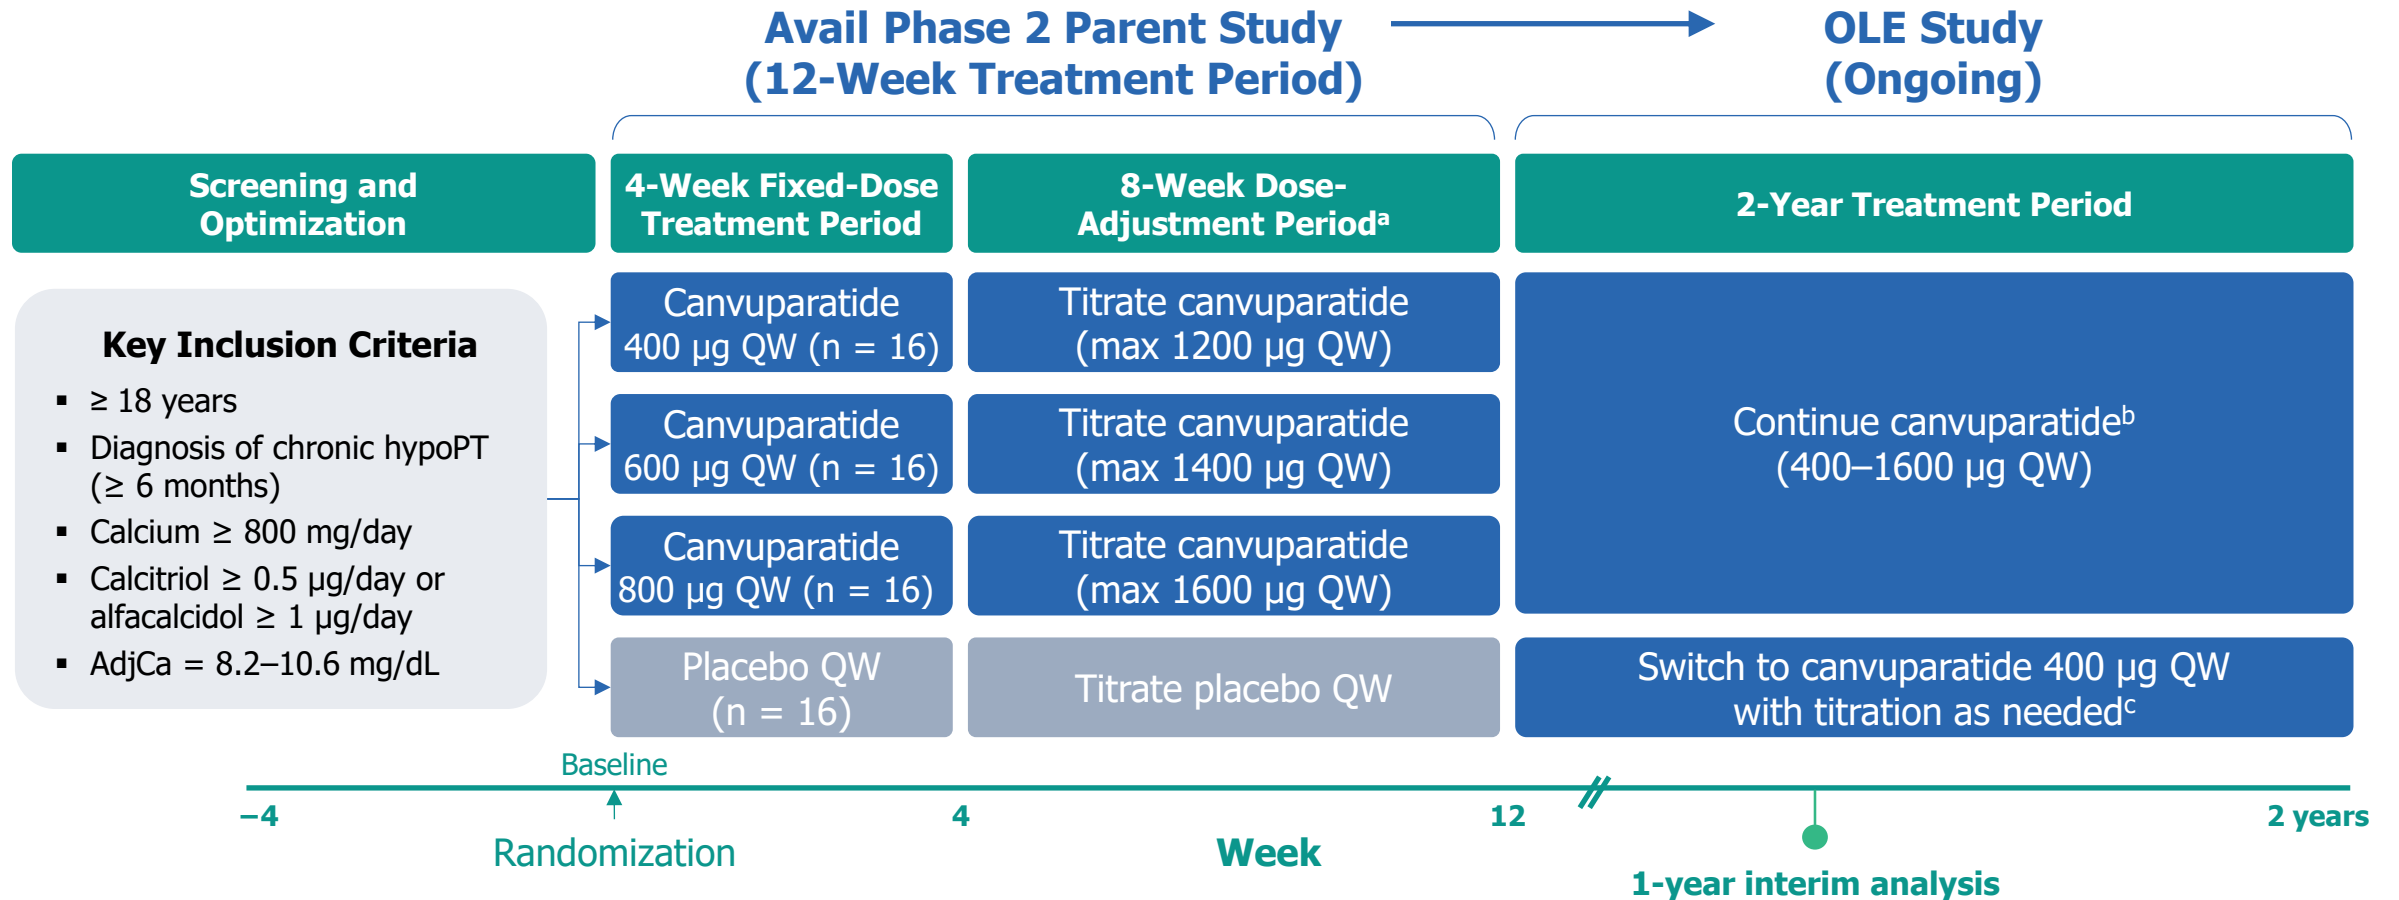 Avail Phase 2 Parent Study
(12-Week Treatment Period)
OLE Study
(Ongoing)
Screening and
Optimization
4-Week Fixed-Dose
Treatment Period
8-Week Dose-
Adjustment Periodᵃ
2-Year Treatment Period
Key Inclusion Criteria
▪ ≥ 18 years
▪ Diagnosis of chronic hypoPT
(≥ 6 months)
▪ Calcium ≥ 800 mg/day
▪ Calcitriol ≥ 0.5 µg/day or
alfacalcidol ≥ 1 µg/day
▪ AdjCa = 8.2–10.6 mg/dL
Canvuparatide
400 µg QW (n = 16)
Titrate canvuparatide
(max 1200 µg QW)
Canvuparatide
600 µg QW (n = 16)
Titrate canvuparatide
(max 1400 µg QW)
Canvuparatide
800 µg QW (n = 16)
Titrate canvuparatide
(max 1600 µg QW)
Continue canvuparatideᵇ
(400–1600 µg QW)
Placebo QW
(n = 16)
Titrate placebo QW
Switch to canvuparatide 400 µg QW
with titration as neededᶜ
Baseline
−4
4
12
2 years
Randomization
Week
1-year interim analysis